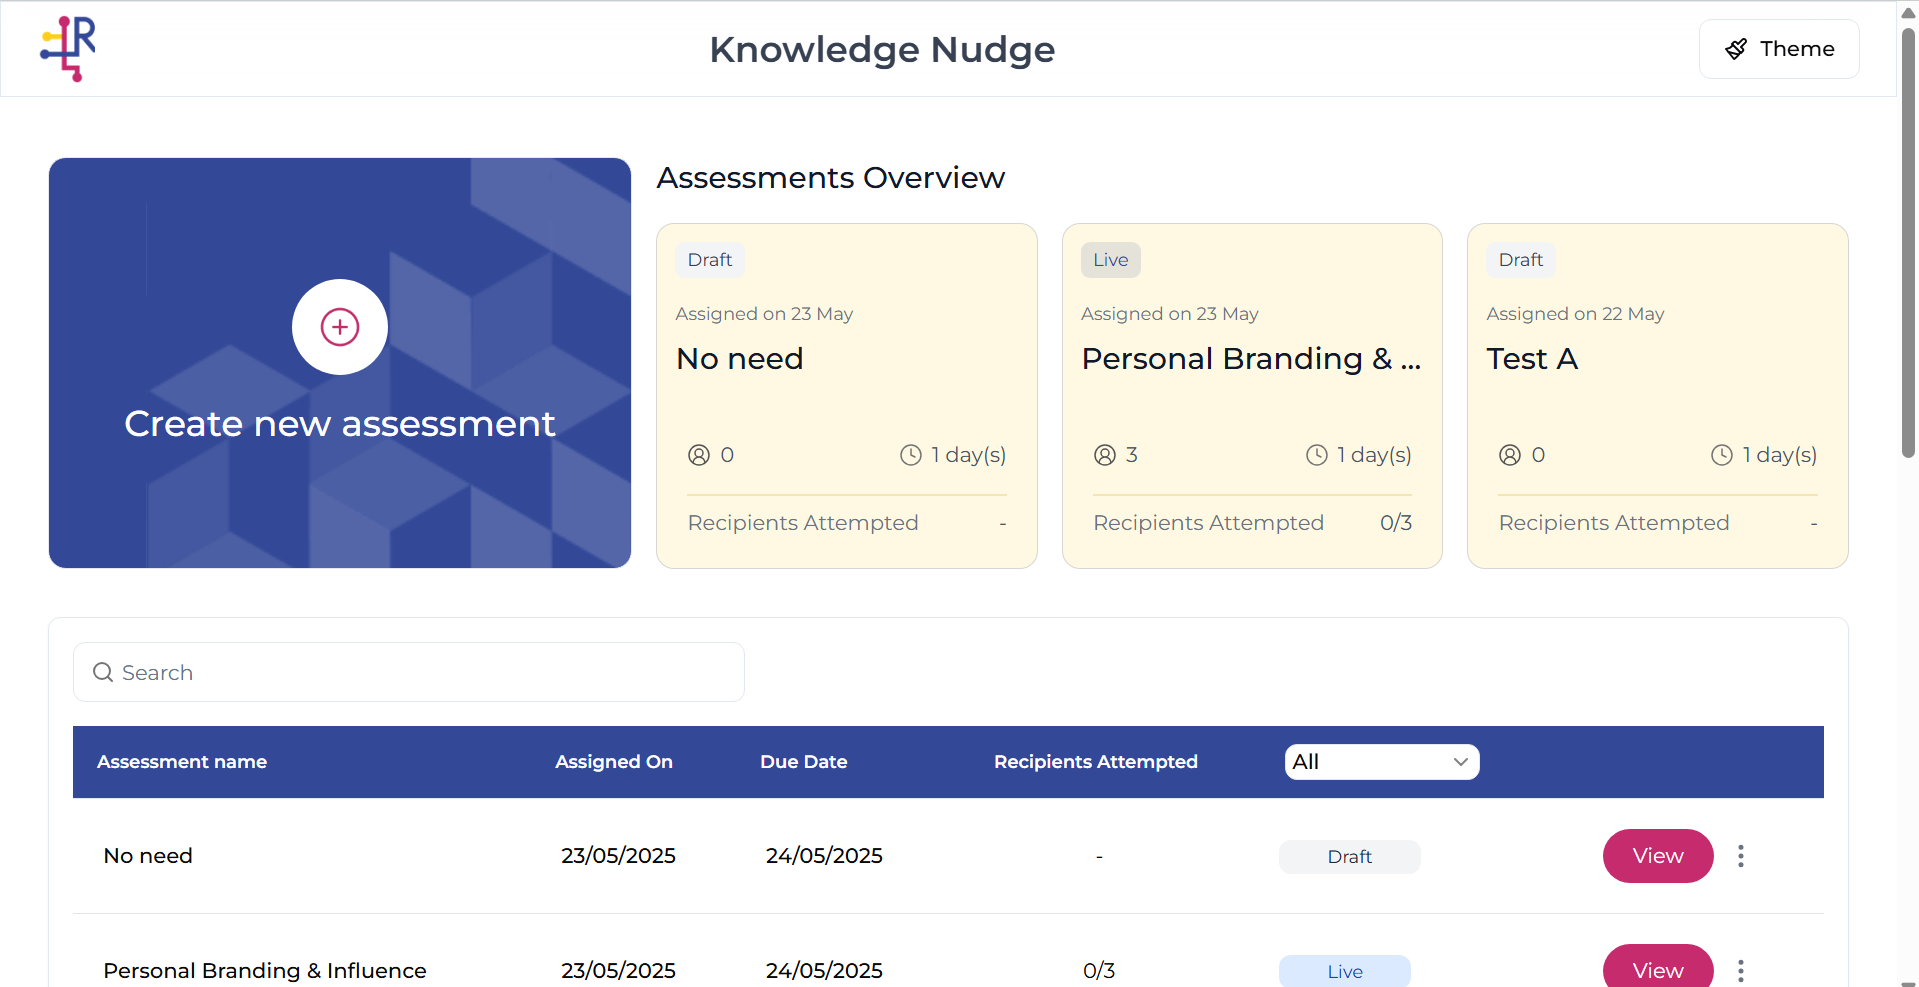 R
Knowledge Nudge
Theme
Create new assessment
Assessments Overview
Draft
Assigned on 23 May
No need
0
1 day(s)
Recipients Attempted -
Live
Assigned on 23 May
Personal Branding & ...
3
1 day(s)
Recipients Attempted 0/3
Draft
Assigned on 22 May
Test A
0
1 day(s)
Recipients Attempted -
Search
Assessment name Assigned On Due Date Recipients Attempted All
No need 23/05/2025 24/05/2025 - Draft View
Personal Branding & Influence 23/05/2025 24/05/2025 0/3 Live View